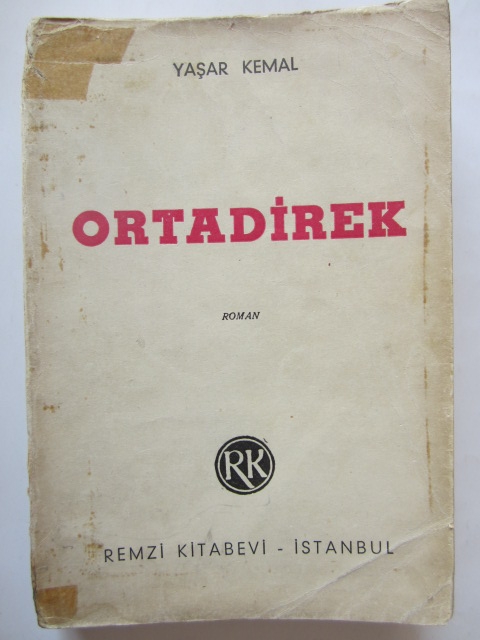 YAŞAR KEMAL
ORTADİREK
ROMAN
RK
REMZİ KİTABEVİ - İSTANBUL